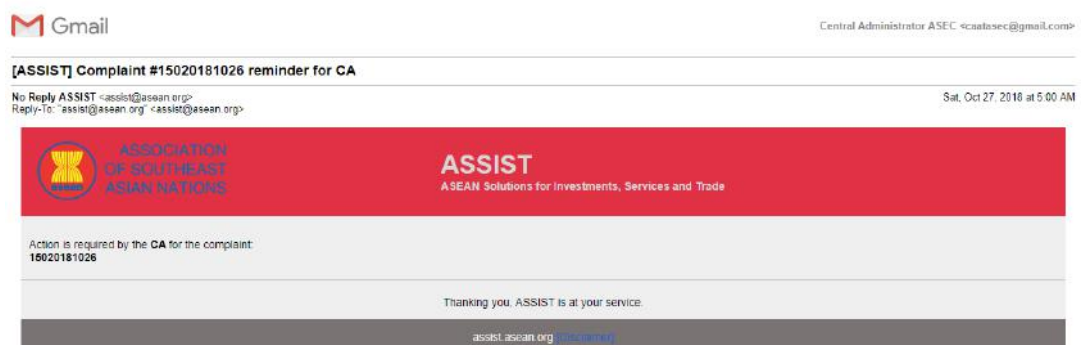 Gmail
Central Administrator ASEC <caatasec@gmail.com>
[ASSIST] Complaint #15020181026 reminder for CA
No Reply ASSIST <assist@asean.org>
Sat, Oct 27, 2018 at 5:00 AM
Reply-To: "assist@asean.org" <assist@asean.org>
ASSOCIATION
OF SOUTHEAST
ASIAN NATIONS
ASSIST
ASEAN Solutions for Investments, Services and Trade
Action is required by the CA for the complaint:
15020181026
Thanking you, ASSIST is at your service.
assist.asean.org [Disclaimer]